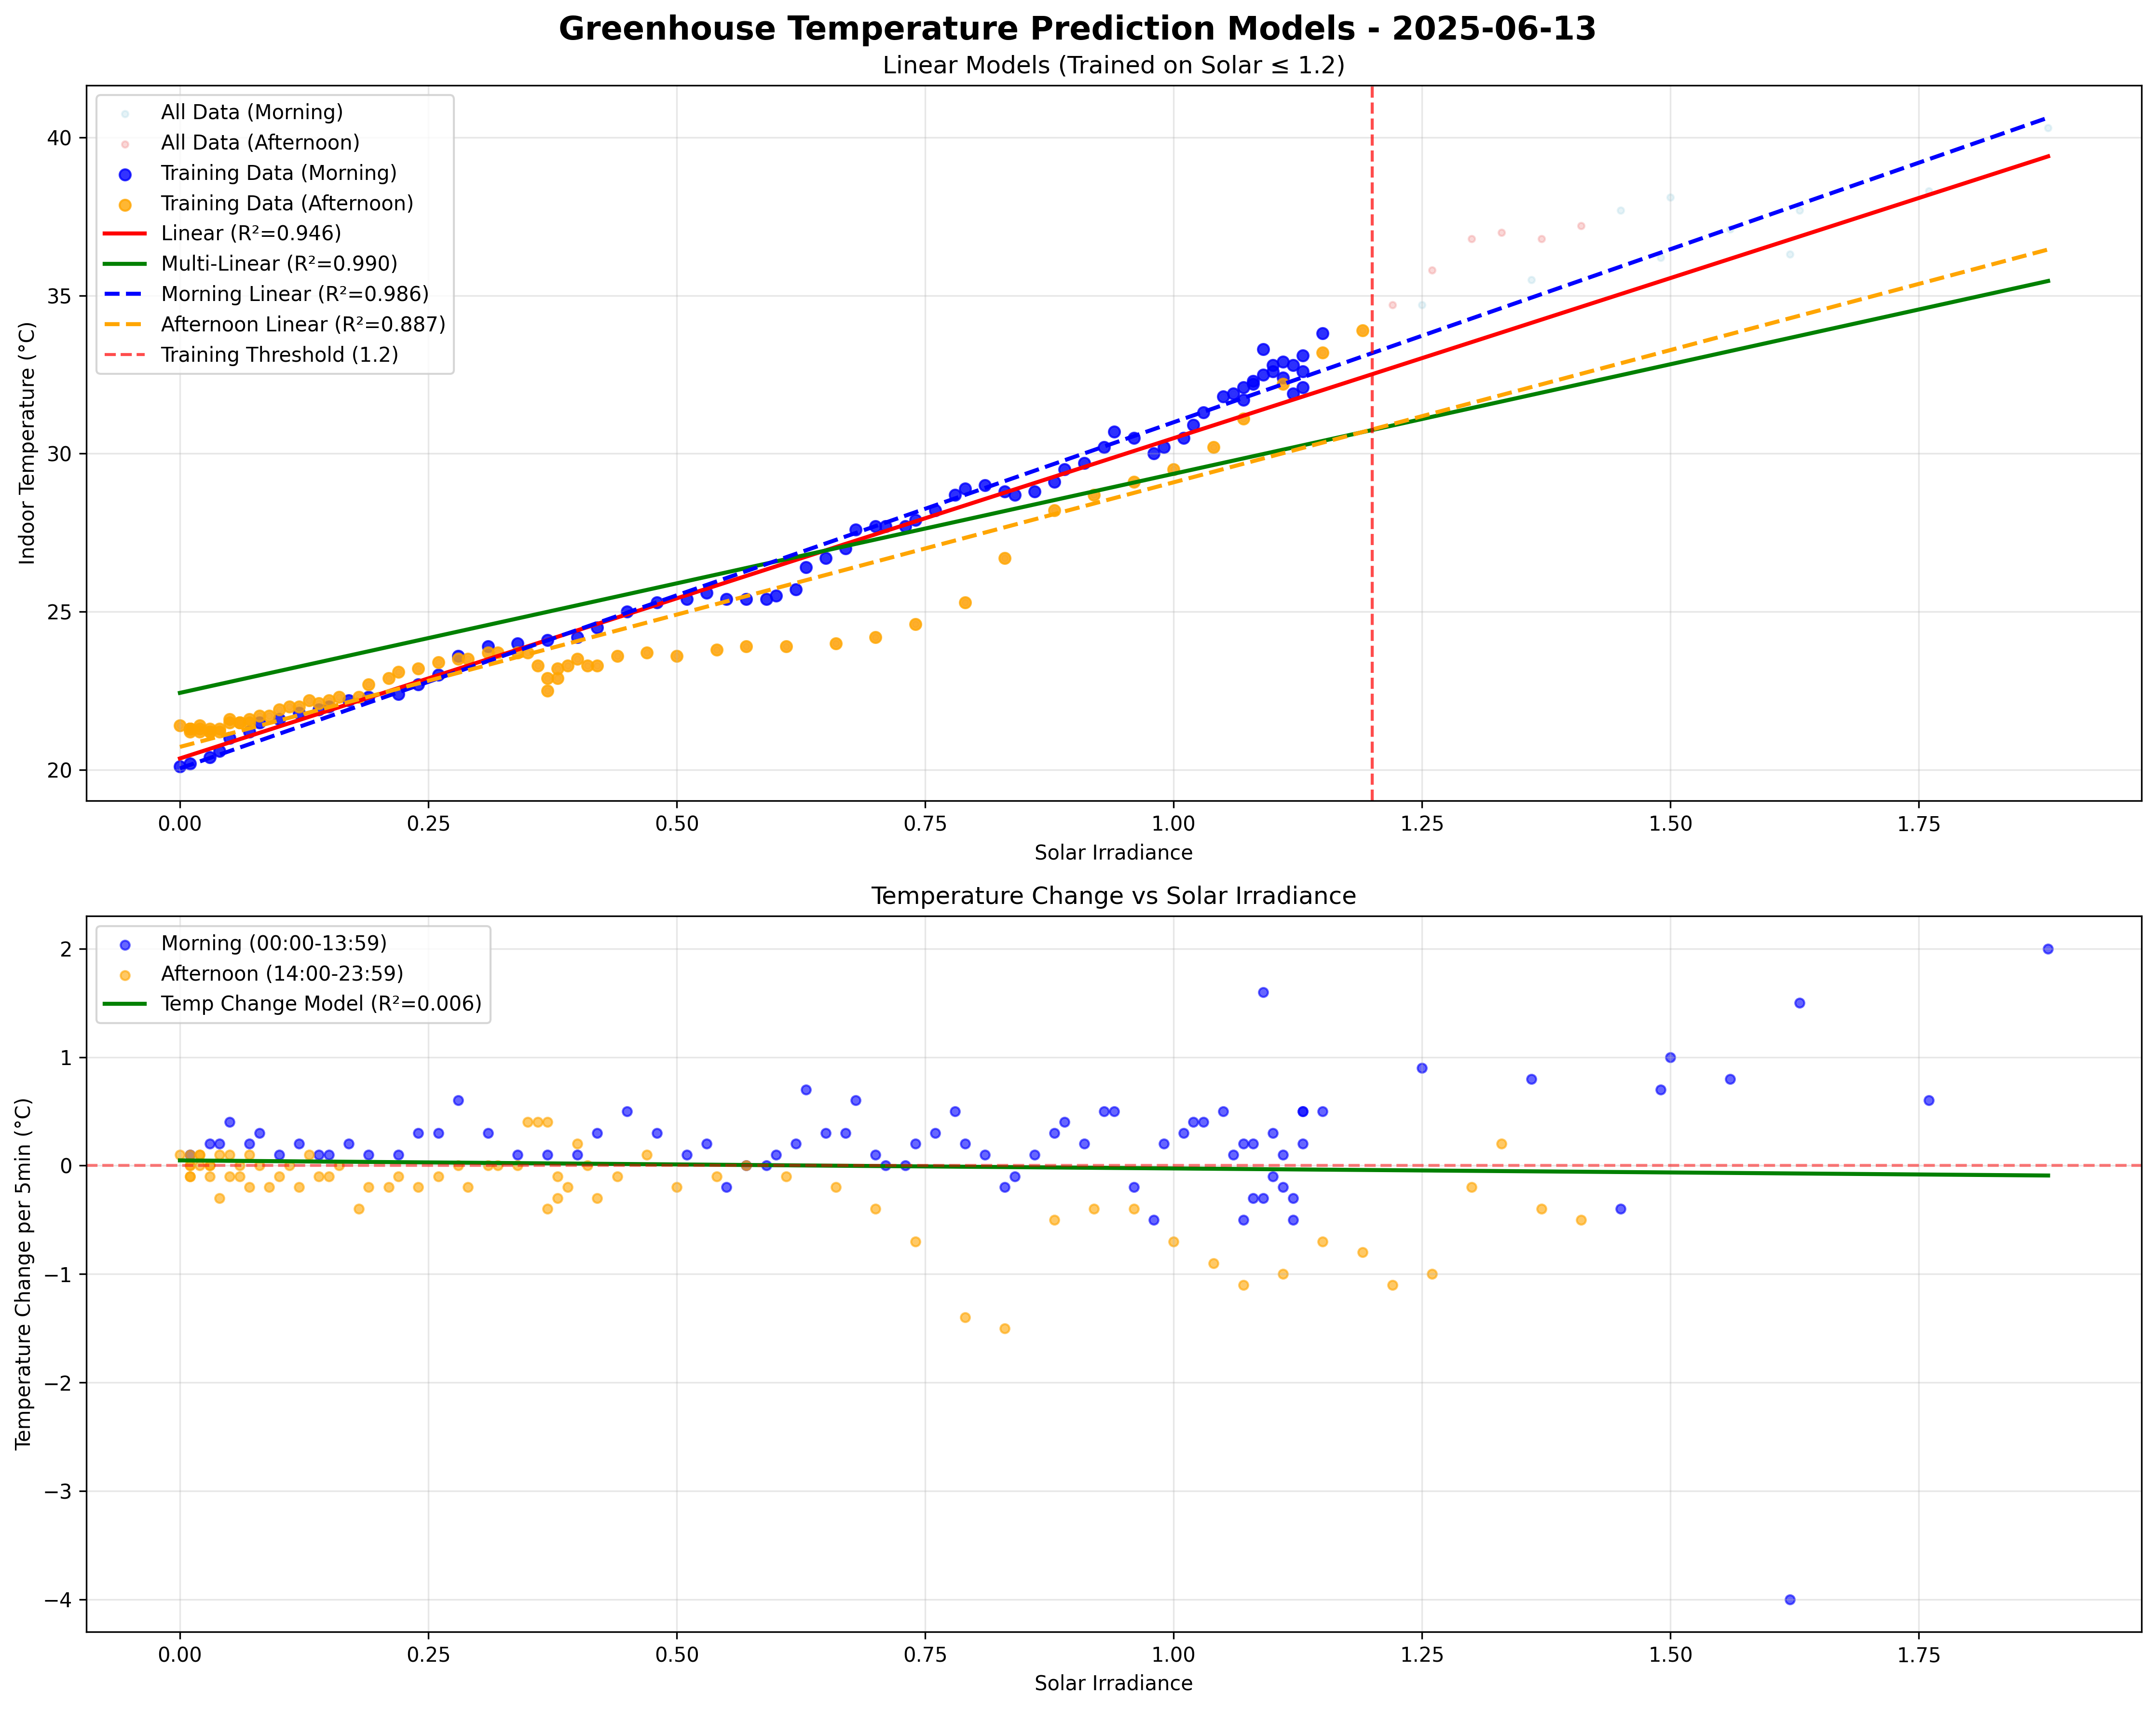 Greenhouse Temperature Prediction Models - 2025-06-13
Linear Models (Trained on Solar ≤ 1.2)
All Data (Morning)
All Data (Afternoon)
Training Data (Morning)
Training Data (Afternoon)
Linear (R²=0.946)
Multi-Linear (R²=0.990)
Morning Linear (R²=0.986)
Afternoon Linear (R²=0.887)
Training Threshold (1.2)
Indoor Temperature (°C)
40
35
30
25
20
0.00 0.25 0.50 0.75 1.00 1.25 1.50 1.75
Solar Irradiance
Temperature Change vs Solar Irradiance
Morning (00:00-13:59)
Afternoon (14:00-23:59)
Temp Change Model (R²=0.006)
Temperature Change per 5min (°C)
2
1
0
−1
−2
−3
−4
0.00 0.25 0.50 0.75 1.00 1.25 1.50 1.75
Solar Irradiance